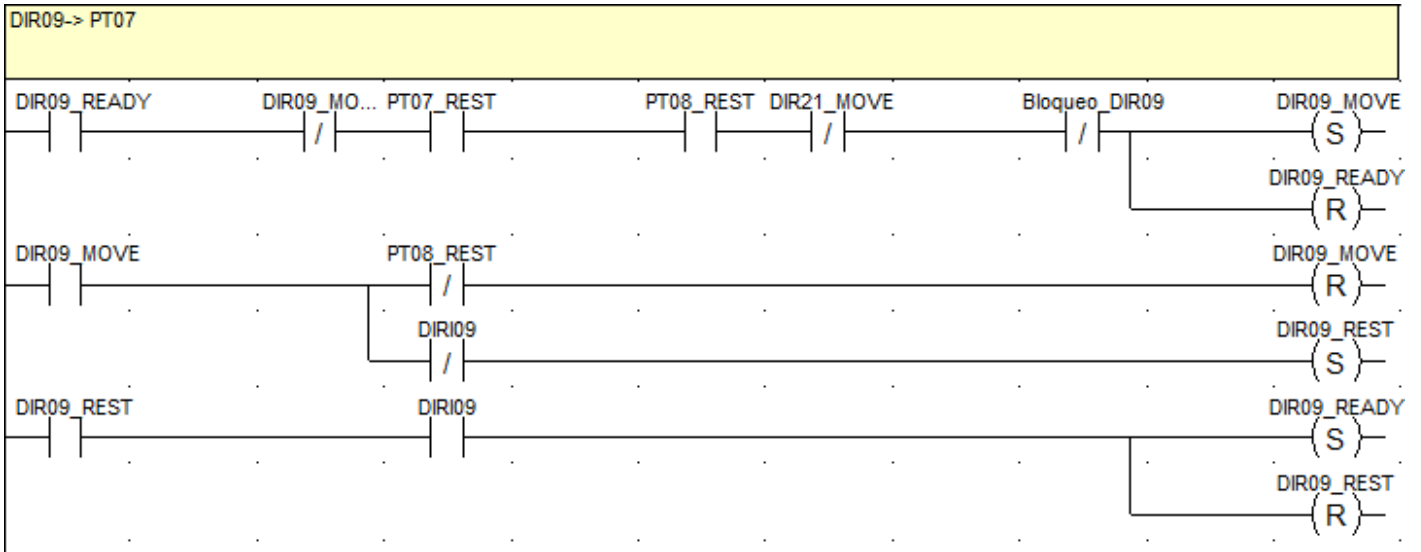 DIR09-> PT07
DIR09_READY DIR09_MO... PT07_REST PT08_REST DIR21_MOVE Bloqueo_DIR09 DIR09_MOVE
/ / / S
DIR09_READY
R
DIR09_MOVE PT08_REST DIR09_MOVE
/ R
DIRI09 DIR09_REST
/ S
DIR09_REST DIRI09 DIR09_READY
S
DIR09_REST
R